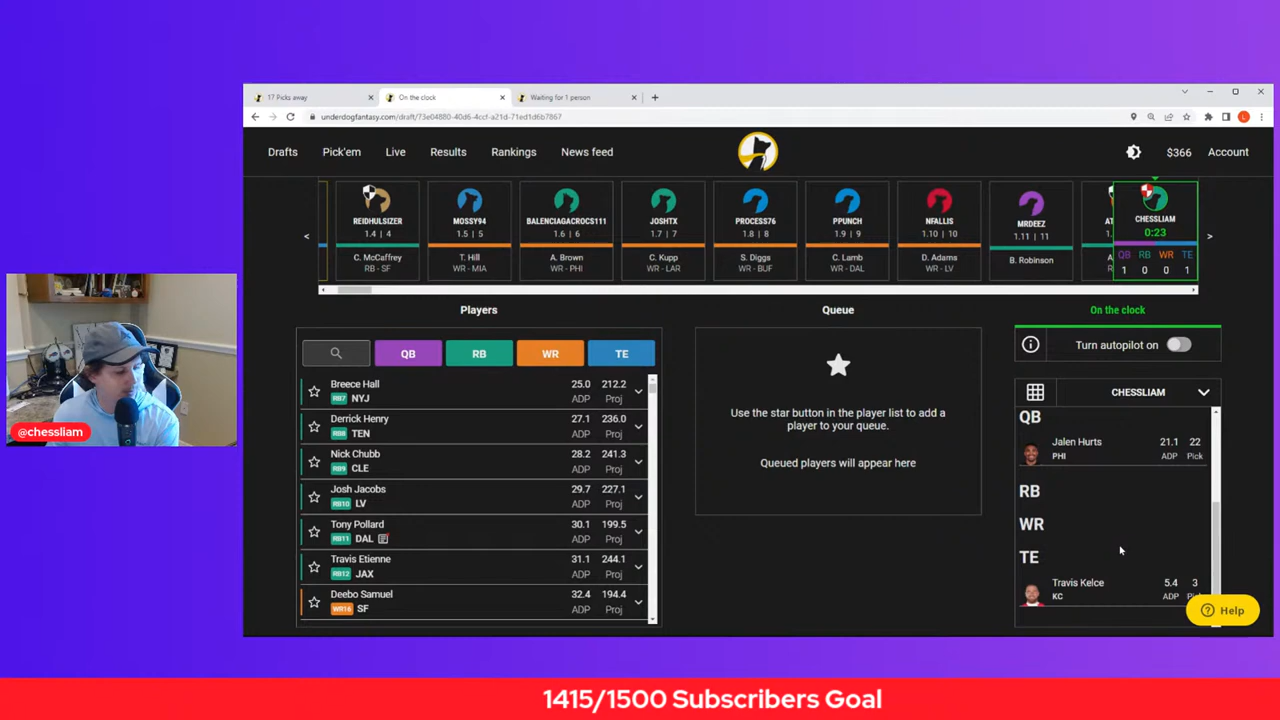 17 Picks away
On the clock
Waiting for 1 person
underdogfantasy.com/draft/73e04880-40d6-4ccf-a21d-71ed1d6b7867
Drafts Pick'em Live Results Rankings News feed
$366 Account
REIDHULSIZER
1.4 | 4
C. McCaffrey
RB - SF
MOSSY94
1.5 | 5
T. Hill
WR - MIA
BALENCIAGACROCS111
1.6 | 6
A. Brown
WR - PHI
JOSHTX
1.7 | 7
C. Kupp
WR - LAR
PROCESS76
1.8 | 8
S. Diggs
WR - BUF
PPUNCH
1.9 | 9
C. Lamb
WR - DAL
NFALLIS
1.10 | 10
D. Adams
WR - LV
MRDEEZ
1.11 | 11
B. Robinson
CHESSLIAM
0:23
QB RB WR TE
1 0 0 1
Players
QB RB WR TE
Breece Hall 25.0 212.2
RB7 NYJ ADP Proj
Derrick Henry 27.1 236.0
RB8 TEN ADP Proj
Nick Chubb 28.2 241.3
RB9 CLE ADP Proj
Josh Jacobs 29.7 227.1
RB10 LV ADP Proj
Tony Pollard 30.1 199.5
RB11 DAL ADP Proj
Travis Etienne 31.1 244.1
RB12 JAX ADP Proj
Deebo Samuel 32.4 194.4
WR16 SF ADP Proj
Queue
Use the star button in the player list to add a
player to your queue.
Queued players will appear here
On the clock
Turn autopilot on
CHESSLIAM
QB
Jalen Hurts 21.1 22
PHI ADP Pick
RB
WR
TE
Travis Kelce 5.4 3
KC ADP
Help
@chessliam
1415/1500 Subscribers Goal